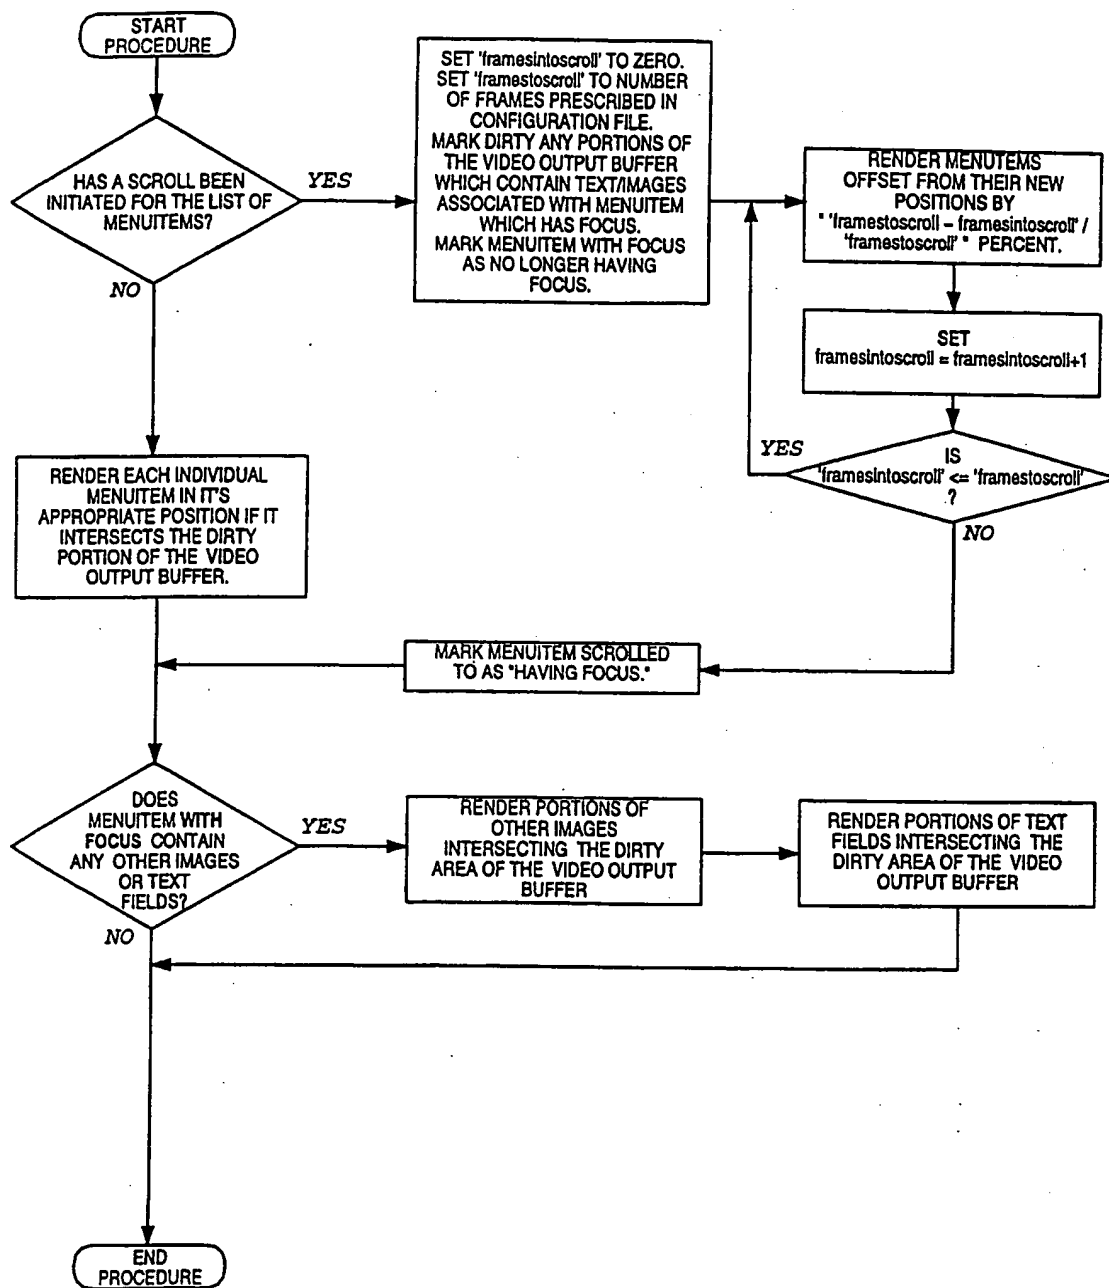 START
PROCEDURE
HAS A SCROLL BEEN
INITIATED FOR THE LIST OF
MENUITEMS?
YES
NO
SET 'framesintoscroll' TO ZERO.
SET 'framestoscroll' TO NUMBER
OF FRAMES PRESCRIBED IN
CONFIGURATION FILE.
MARK DIRTY ANY PORTIONS OF
THE VIDEO OUTPUT BUFFER
WHICH CONTAIN TEXT/IMAGES
ASSOCIATED WITH MENUITEM
WHICH HAS FOCUS.
MARK MENUITEM WITH FOCUS
AS NO LONGER HAVING
FOCUS.
RENDER MENUTEMS
OFFSET FROM THEIR NEW
POSITIONS BY
" 'framestoscroll – framesintoscroll' /
'framestoscroll' " PERCENT.
SET
framesintoscroll = framesintoscroll+1
IS
'framesintoscroll' <= 'framestoscroll'
?
YES
NO
RENDER EACH INDIVIDUAL
MENUITEM IN IT'S
APPROPRIATE POSITION IF IT
INTERSECTS THE DIRTY
PORTION OF THE VIDEO
OUTPUT BUFFER.
MARK MENUITEM SCROLLED
TO AS "HAVING FOCUS."
DOES
MENUITEM WITH
FOCUS CONTAIN
ANY OTHER IMAGES
OR TEXT
FIELDS?
YES
NO
RENDER PORTIONS OF
OTHER IMAGES
INTERSECTING THE DIRTY
AREA OF THE VIDEO OUTPUT
BUFFER
RENDER PORTIONS OF TEXT
FIELDS INTERSECTING THE
DIRTY AREA OF THE VIDEO
OUTPUT BUFFER
END
PROCEDURE